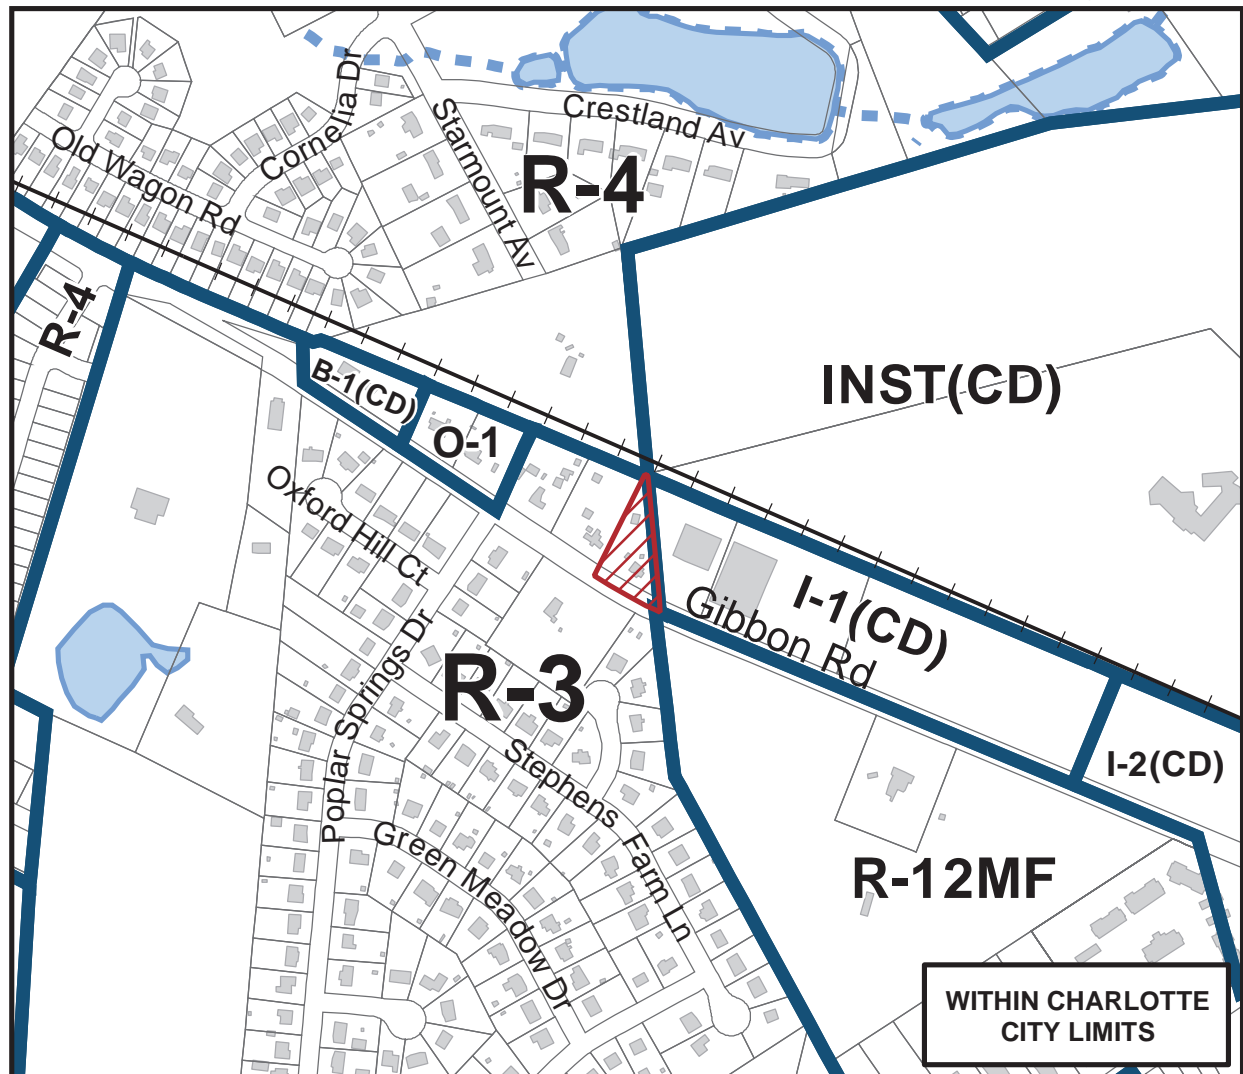 Crestland Av
Cornelia Dr
Starmount Av
Old Wagon Rd
R-4
R-4
INST(CD)
B-1(CD)
O-1
Oxford Hill Ct
I-1(CD)
Gibbon Rd
Poplar Springs Dr
R-3
Stephens Farm Ln
I-2(CD)
Green Meadow Dr
R-12MF
WITHIN CHARLOTTE
CITY LIMITS